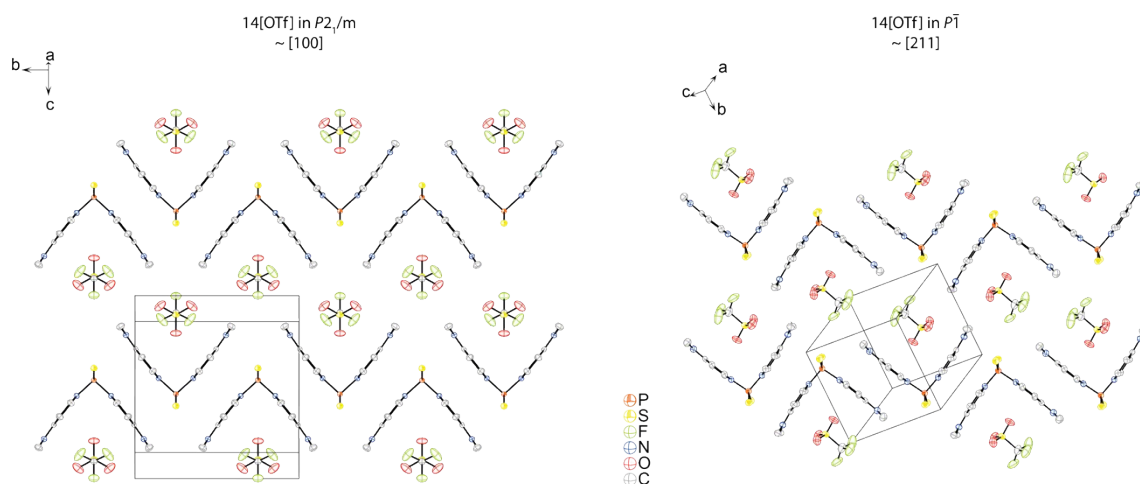 14[OTf] in P2₁/m
~ [100]
a
b
c
14[OTf] in P1̅
~ [211]
a
c
b
P
S
F
N
O
C